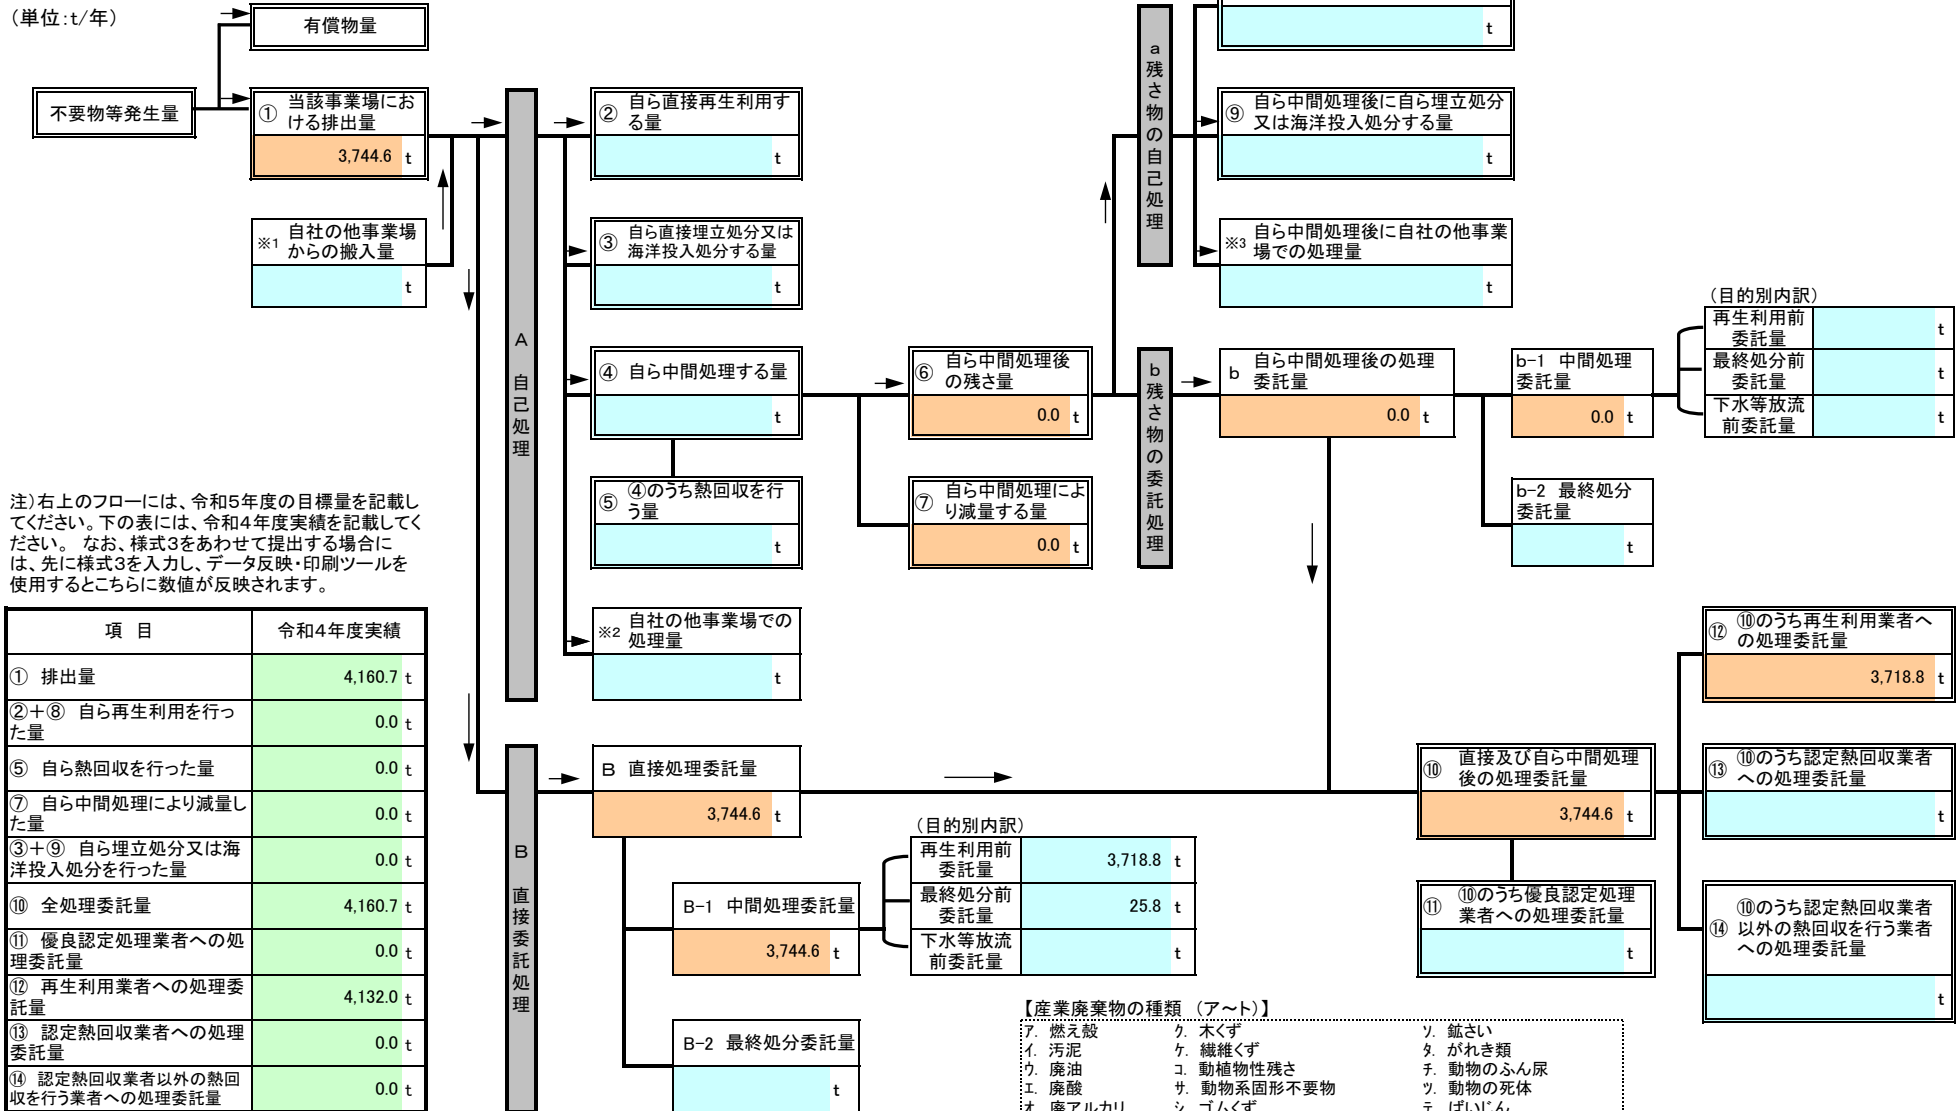 (単位:t/年)
有償物量
不要物等発生量
① 当該事業場にお
ける排出量
3,744.6 t
※1 自社の他事業場
からの搬入量
t
A 自己処理
② 自ら直接再生利用す
る量
t
③ 自ら直接埋立処分又は
海洋投入処分する量
t
④ 自ら中間処理する量
t
⑤ ④のうち熱回収を行
う量
t
※2 自社の他事業場での
処理量
t
⑥ 自ら中間処理後
の残さ量
0.0 t
⑦ 自ら中間処理によ
り減量する量
0.0 t
a 残さ物の自己処理
t
⑨ 自ら中間処理後に自ら埋立処分
又は海洋投入処分する量
t
※3 自ら中間処理後に自社の他事業
場での処理量
t
b 残さ物の委託処理
b 自ら中間処理後の処理
委託量
0.0 t
b-1 中間処理
委託量
0.0 t
(目的別内訳)
再生利用前
委託量
t
最終処分前
委託量
t
下水等放流
前委託量
t
b-2 最終処分
委託量
t
注)右上のフローには、令和5年度の目標量を記載し
てください。下の表には、令和4年度実績を記載してく
ださい。 なお、様式3をあわせて提出する場合に
は、先に様式3を入力し、データ反映・印刷ツールを
使用するとこちらに数値が反映されます。
項 目 令和4年度実績
① 排出量 4,160.7 t
②+⑧ 自ら再生利用を行っ
た量 0.0 t
⑤ 自ら熱回収を行った量 0.0 t
⑦ 自ら中間処理により減量し
た量 0.0 t
③+⑨ 自ら埋立処分又は海
洋投入処分を行った量 0.0 t
⑩ 全処理委託量 4,160.7 t
⑪ 優良認定処理業者への処
理委託量 0.0 t
⑫ 再生利用業者への処理委
託量 4,132.0 t
⑬ 認定熱回収業者への処理
委託量 0.0 t
⑭ 認定熱回収業者以外の熱回
収を行う業者への処理委託量 0.0 t
B 直接委託処理
B 直接処理委託量
3,744.6 t
B-1 中間処理委託量
3,744.6 t
(目的別内訳)
再生利用前
委託量
3,718.8 t
最終処分前
委託量
25.8 t
下水等放流
前委託量
t
B-2 最終処分委託量
t
⑩ 直接及び自ら中間処理
後の処理委託量
3,744.6 t
⑪ ⑩のうち優良認定処理
業者への処理委託量
t
⑫ ⑩のうち再生利用業者へ
の処理委託量
3,718.8 t
⑬ ⑩のうち認定熱回収業者
への処理委託量
t
⑭ ⑩のうち認定熱回収業者
以外の熱回収を行う業者
への処理委託量
t
【産業廃棄物の種類 (ア~ト)】
ア. 燃え殻 ク. 木くず ソ. 鉱さい
イ. 汚泥 ケ. 繊維くず タ. がれき類
ウ. 廃油 コ. 動植物性残さ チ. 動物のふん尿
エ. 廃酸 サ. 動物系固形不要物 ツ. 動物の死体
オ. 廃アルカリ シ. ゴムくず テ. ばいじん